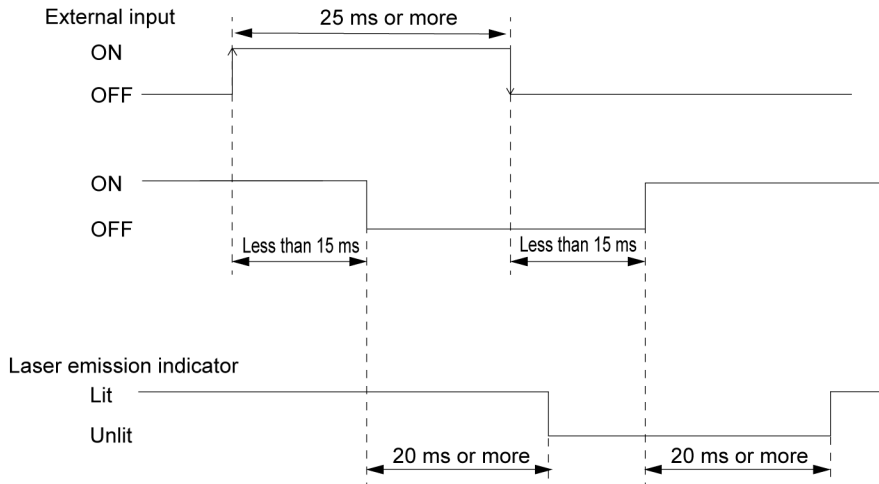 External input
25 ms or more
ON
OFF
ON
OFF
Less than 15 ms
Less than 15 ms
Laser emission indicator
Lit
Unlit
20 ms or more
20 ms or more